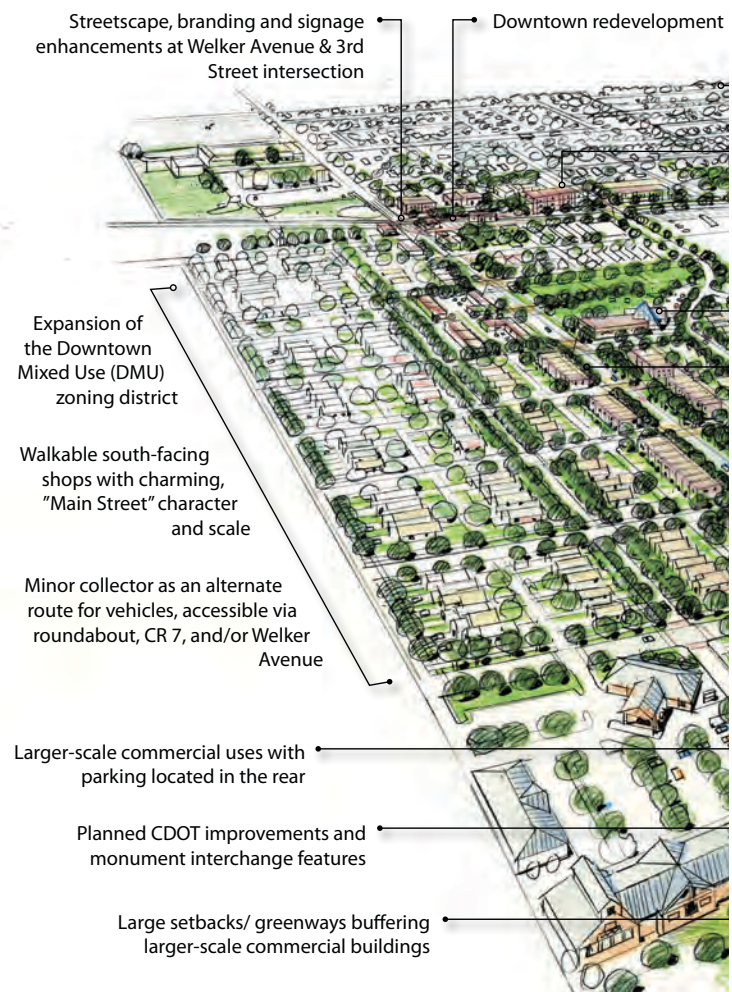 Streetscape, branding and signage
enhancements at Welker Avenue & 3rd
Street intersection
Downtown redevelopment
Expansion of
the Downtown
Mixed Use (DMU)
zoning district
Walkable south-facing
shops with charming,
"Main Street" character
and scale
Minor collector as an alternate
route for vehicles, accessible via
roundabout, CR 7, and/or Welker
Avenue
Larger-scale commercial uses with
parking located in the rear
Planned CDOT improvements and
monument interchange features
Large setbacks/ greenways buffering
larger-scale commercial buildings